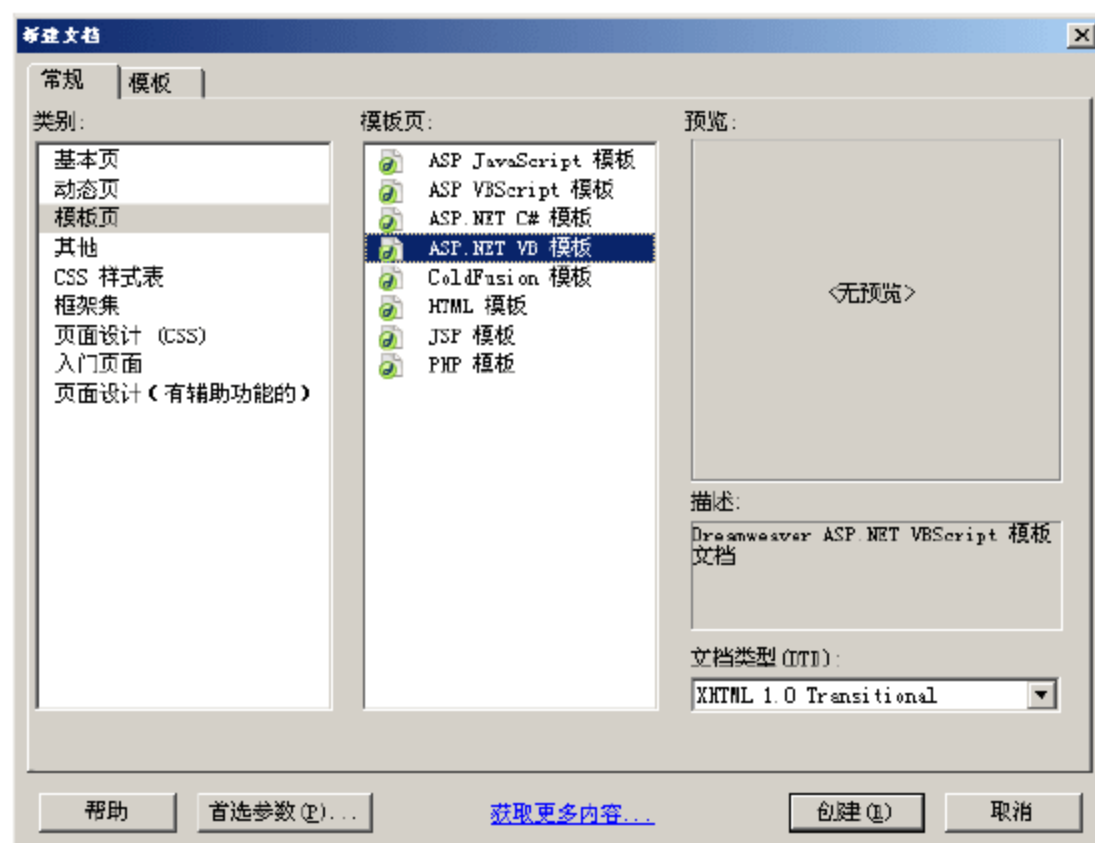 新建文档
常规
模板
类别:
基本页
动态页
模板页
其他
CSS 样式表
框架集
页面设计 (CSS)
入门页面
页面设计(有辅助功能的)
模板页:
ASP JavaScript 模板
ASP VBScript 模板
ASP.NET C# 模板
ASP.NET VB 模板
ColdFusion 模板
HTML 模板
JSP 模板
PHP 模板
预览:
<无预览>
描述:
Dreamweaver ASP.NET VBScript 模板
文档
文档类型(DTD):
XHTML 1.0 Transitional
帮助
首选参数(P)...
获取更多内容...
创建(R)
取消